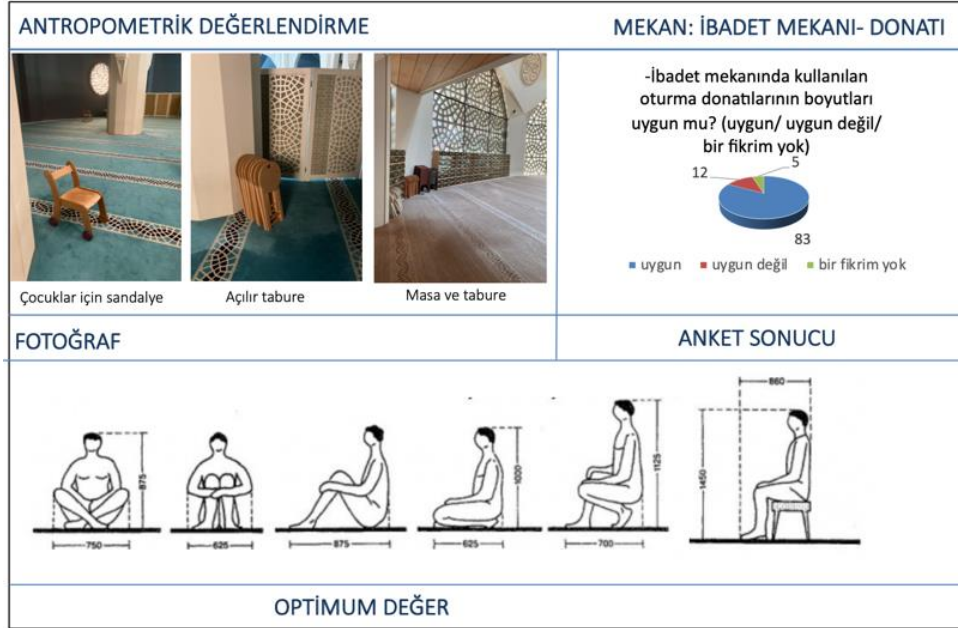 ANTROPOMETRİK DEĞERLENDİRME
MEKAN: İBADET MEKANI- DONATI
-İbadet mekanında kullanılan
oturma donatılarının boyutları
uygun mu? (uygun/ uygun değil/
bir fikrim yok)
12
5
83
uygun
uygun değil
bir fikrim yok
Çocuklar için sandalye
Açılır tabure
Masa ve tabure
FOTOĞRAF
ANKET SONUCU
875
750
625
875
1000
625
1125
700
860
1450
OPTİMUM DEĞER